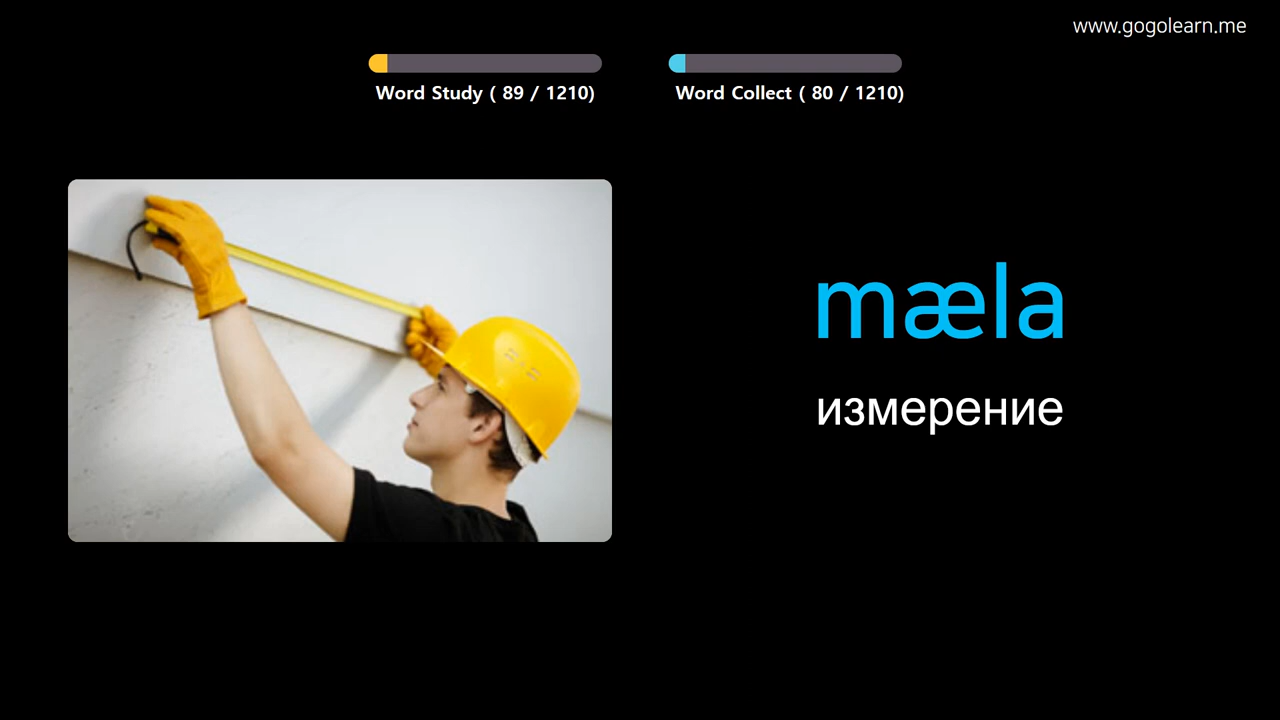 www.gogolearn.me
Word Study ( 89 / 1210)
Word Collect ( 80 / 1210)
mæla
измерение